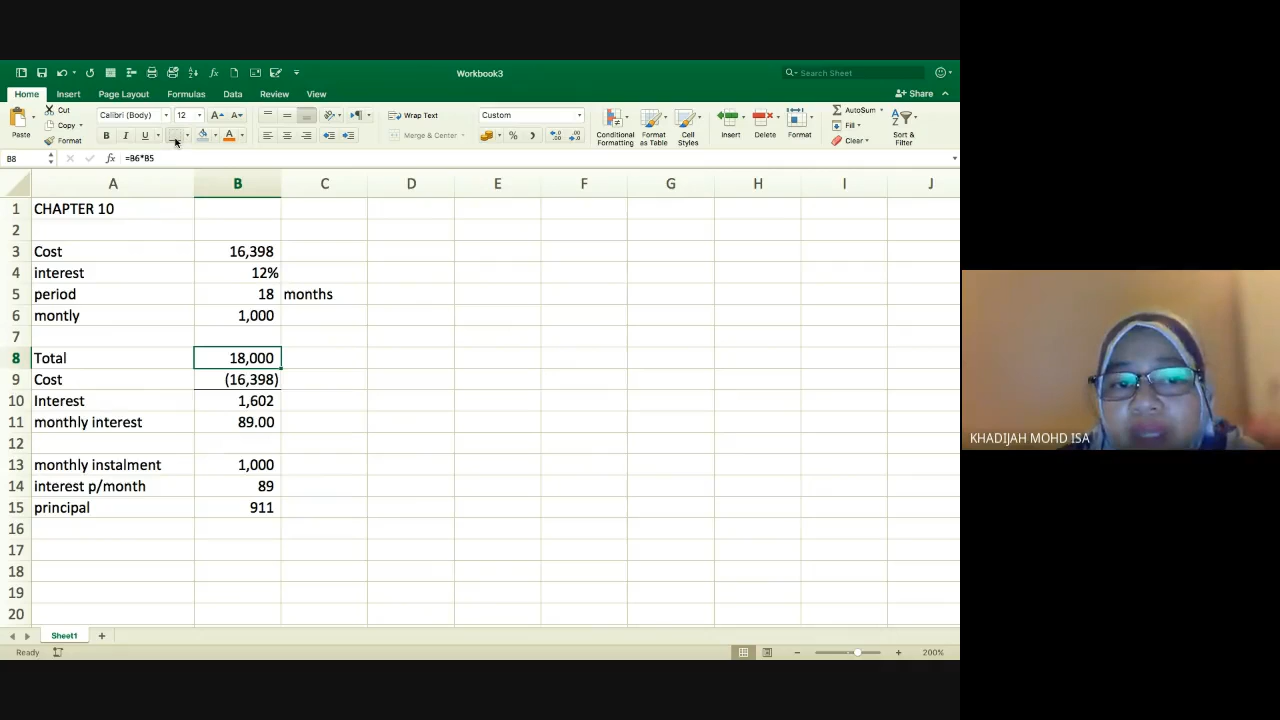 Workbook3
Search Sheet
Home Insert Page Layout Formulas Data Review View
Share
Paste
Cut
Copy
Format
Calibri (Body) 12
B I U
Wrap Text
Merge & Center
Custom
Conditional Formatting
Format as Table
Cell Styles
Insert
Delete
Format
AutoSum
Fill
Clear
Sort & Filter
B8 fx =B6*B5
A B C D E F G H I J
1 CHAPTER 10
2
3 Cost 16,398
4 interest 12%
5 period 18 months
6 montly 1,000
7
8 Total 18,000
9 Cost (16,398)
10 Interest 1,602
11 monthly interest 89.00
12
13 monthly instalment 1,000
14 interest p/month 89
15 principal 911
16
17
18
19
20
Sheet1
Ready
200%
KHADIJAH MOHD ISA